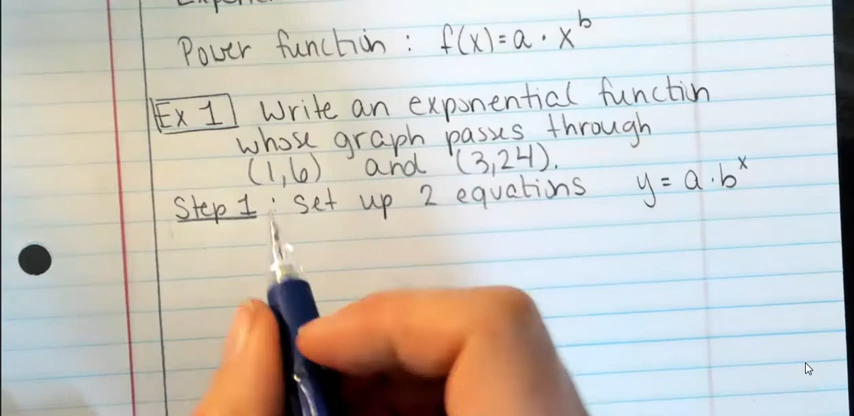 Power function : f(x) = a · x^b
Ex 1 Write an exponential function
whose graph passes through
(1,6) and (3,24).
Step 1 : set up 2 equations y = a · b^x